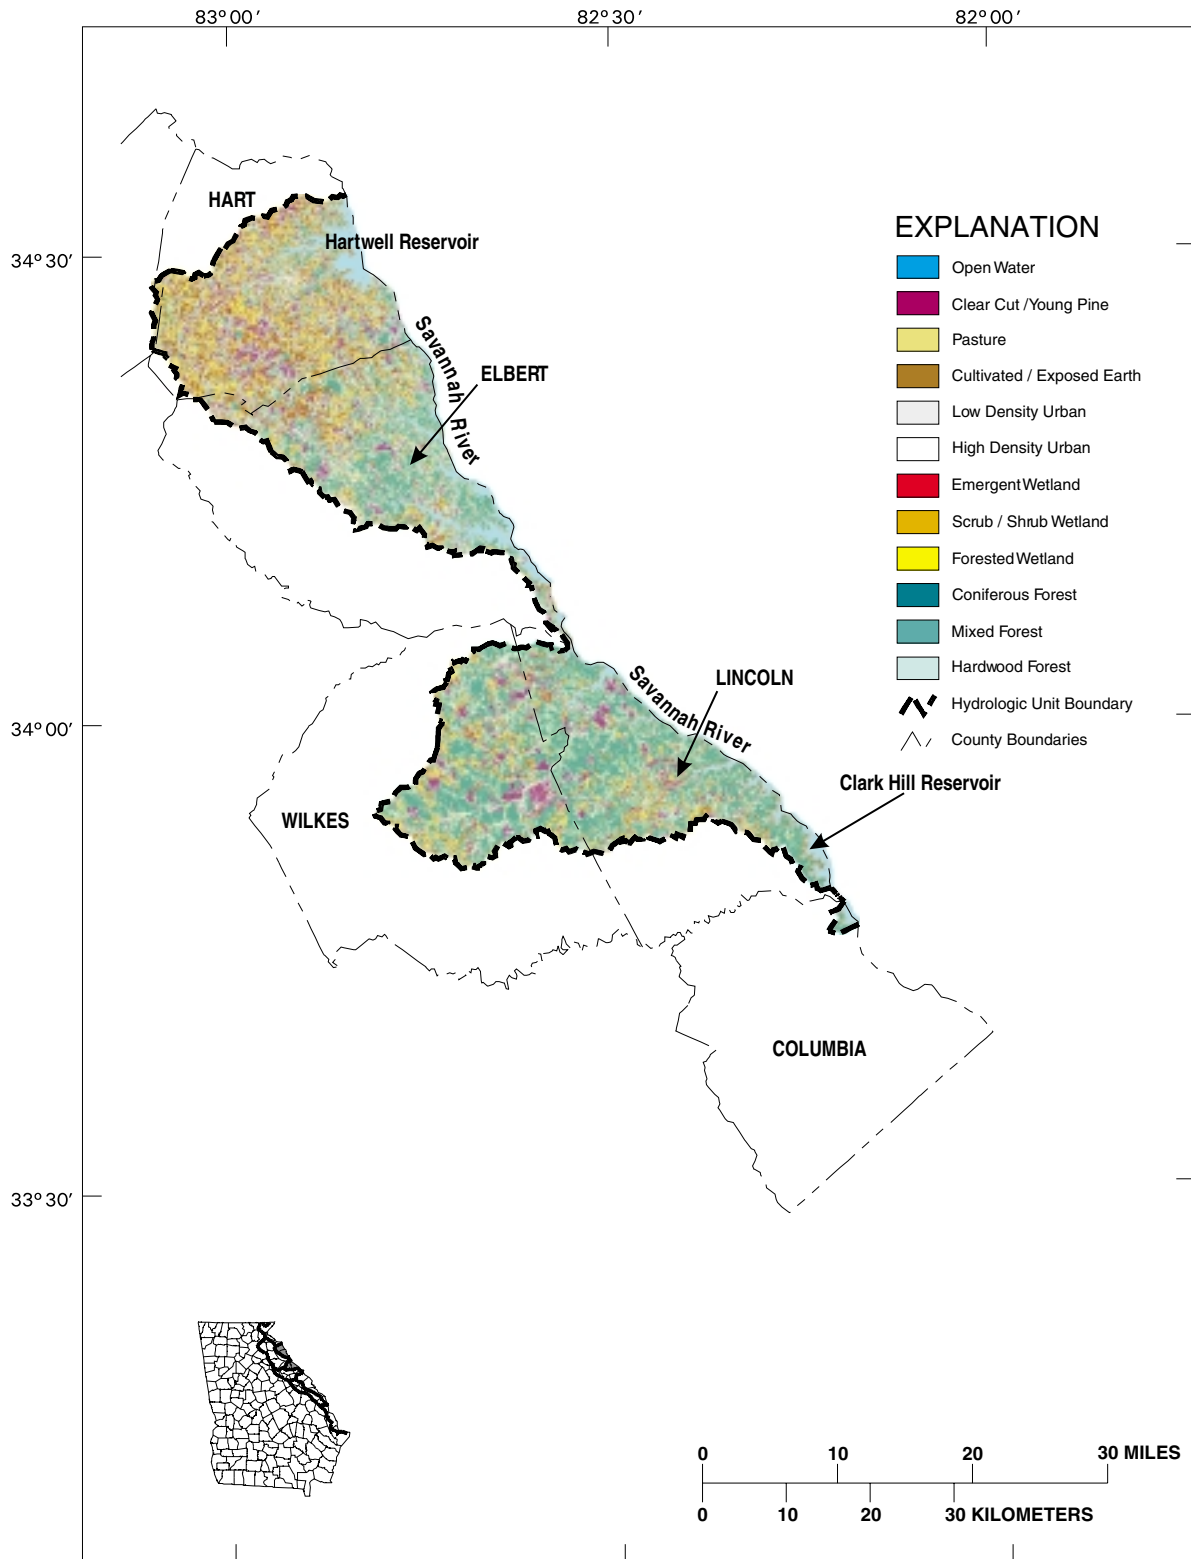 83°00′ 82°30′ 82°00′
HART
Hartwell Reservoir
34°30′
Savannah River
ELBERT
EXPLANATION
Open Water
Clear Cut / Young Pine
Pasture
Cultivated / Exposed Earth
Low Density Urban
High Density Urban
Emergent Wetland
Scrub / Shrub Wetland
Forested Wetland
Coniferous Forest
Mixed Forest
Hardwood Forest
Hydrologic Unit Boundary
County Boundaries
LINCOLN
Savannah River
34°00′
Clark Hill Reservoir
WILKES
COLUMBIA
33°30′
0 10 20 30 MILES
0 10 20 30 KILOMETERS